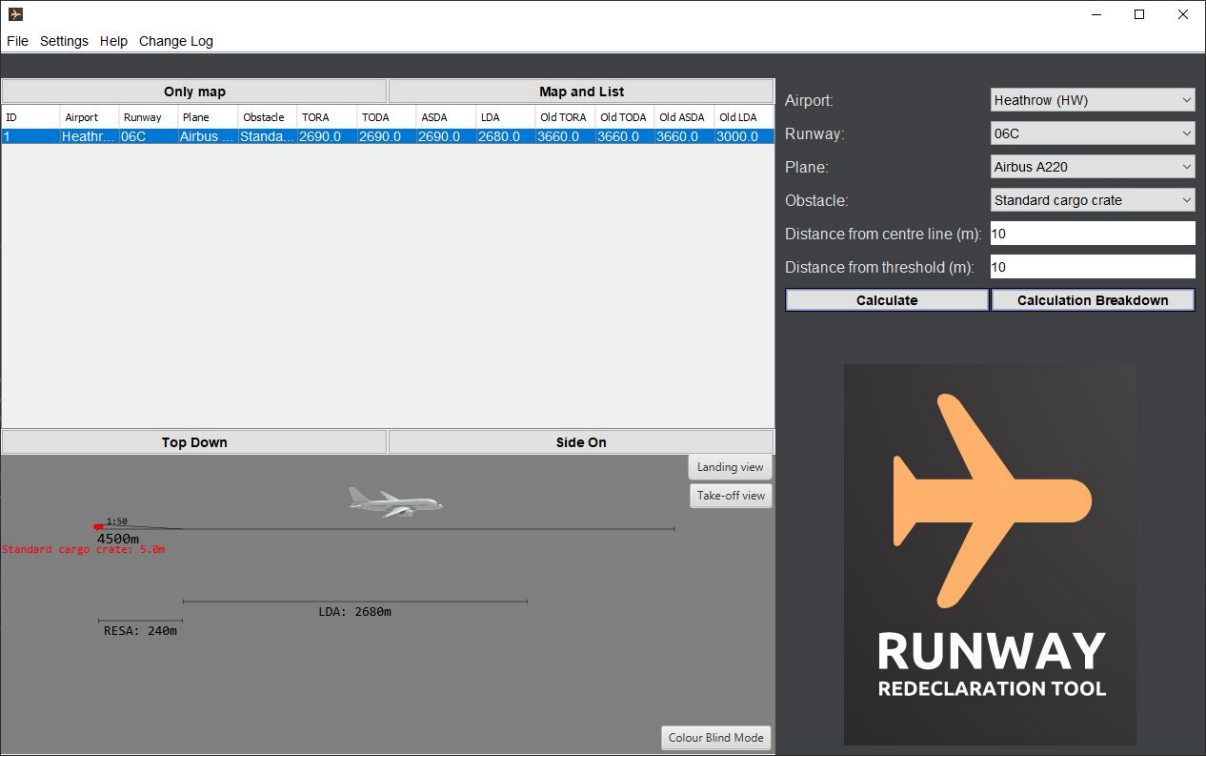 File Settings Help Change Log
Only map Map and List
ID Airport Runway Plane Obstacle TORA TODA ASDA LDA Old TORA Old TODA Old ASDA Old LDA
1 Heathr... 06C Airbus ... Standa... 2690.0 2690.0 2690.0 2680.0 3660.0 3660.0 3660.0 3000.0
Top Down Side On
Landing view
Take-off view
1:50
4500m
Standard cargo crate: 5.0m
LDA: 2680m
RESA: 240m
Colour Blind Mode
Airport: Heathrow (HW)
Runway: 06C
Plane: Airbus A220
Obstacle: Standard cargo crate
Distance from centre line (m): 10
Distance from threshold (m): 10
Calculate Calculation Breakdown
RUNWAY
REDECLARATION TOOL